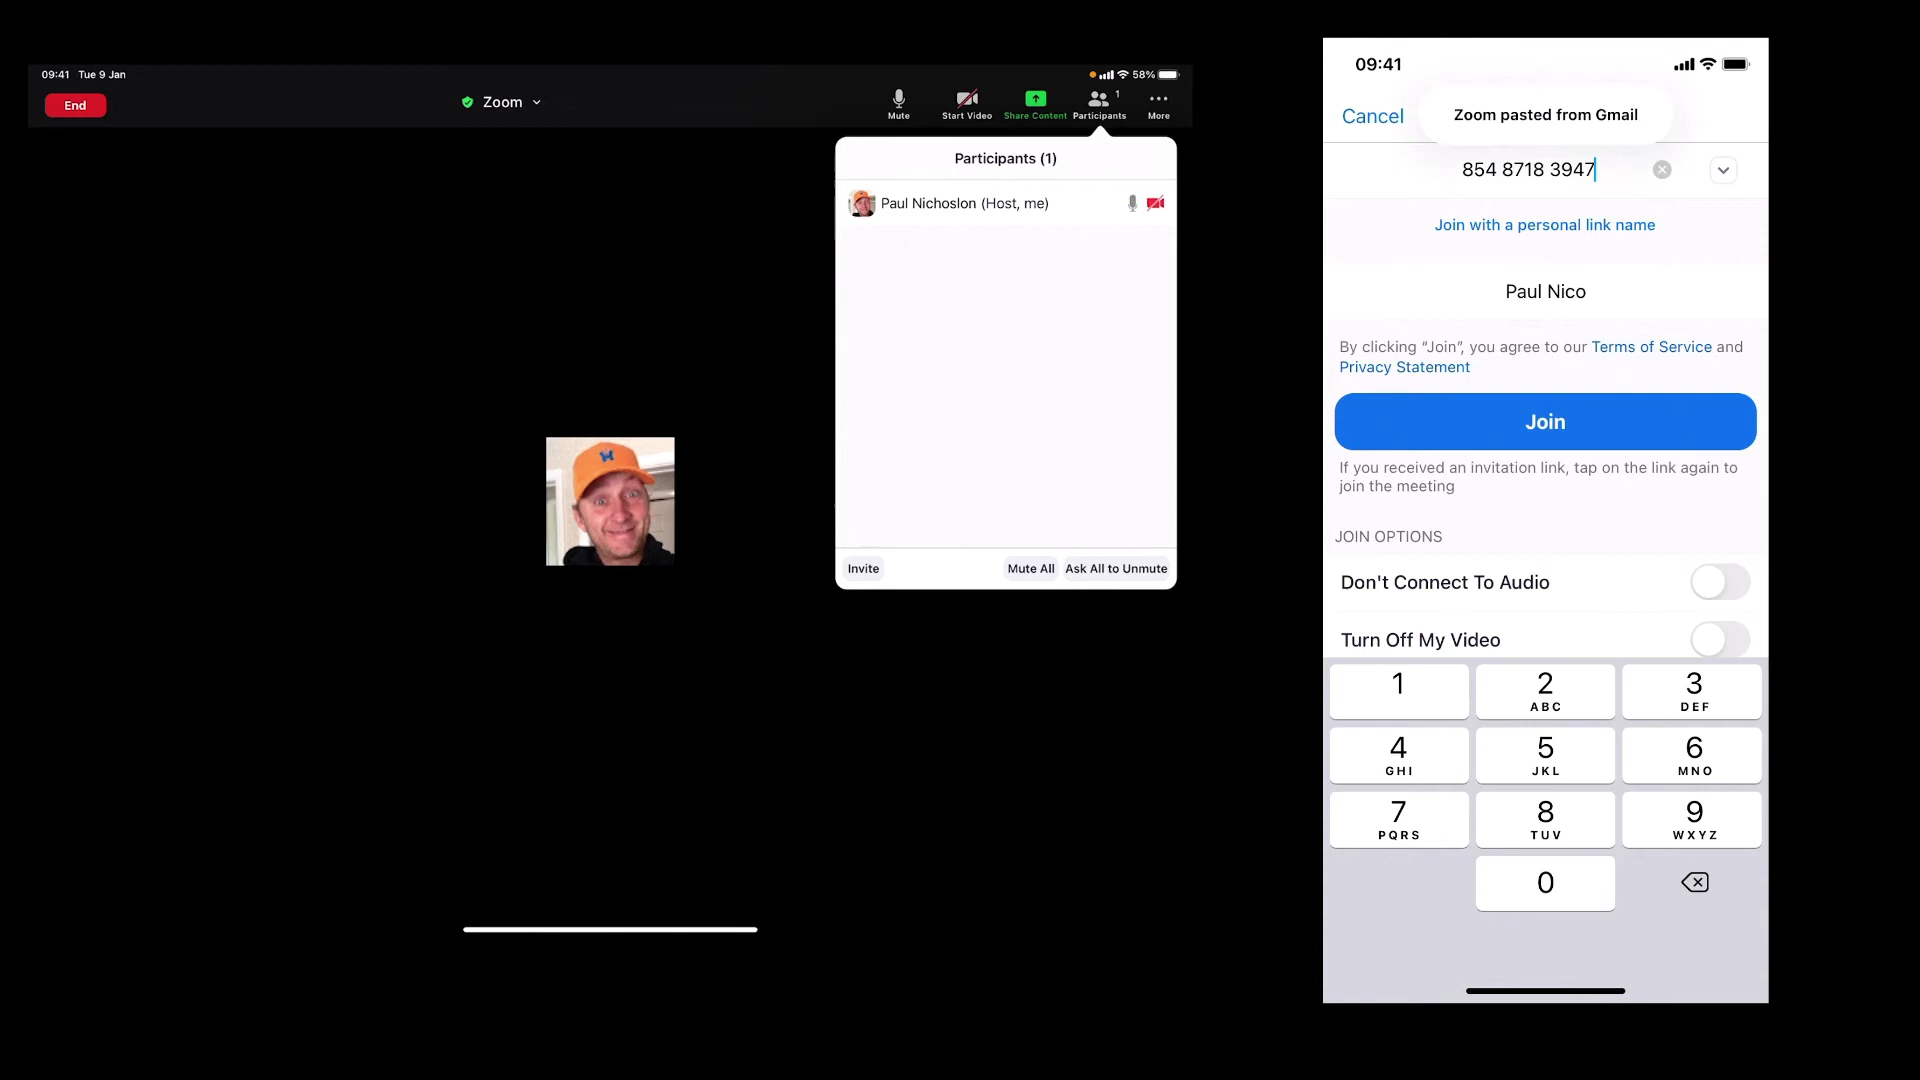 09:41 Tue 9 Jan
58%
End
Zoom
Mute
Start Video
Share Content
Participants
1
More
Participants (1)
Paul Nichoslon (Host, me)
Invite
Mute All
Ask All to Unmute
09:41
Cancel
Zoom pasted from Gmail
854 8718 3947
Join with a personal link name
Paul Nico
By clicking “Join”, you agree to our Terms of Service and
Privacy Statement
Join
If you received an invitation link, tap on the link again to
join the meeting
JOIN OPTIONS
Don't Connect To Audio
Turn Off My Video
1 2 3
ABC DEF
4 5 6
GHI JKL MNO
7 8 9
PQRS TUV WXYZ
0